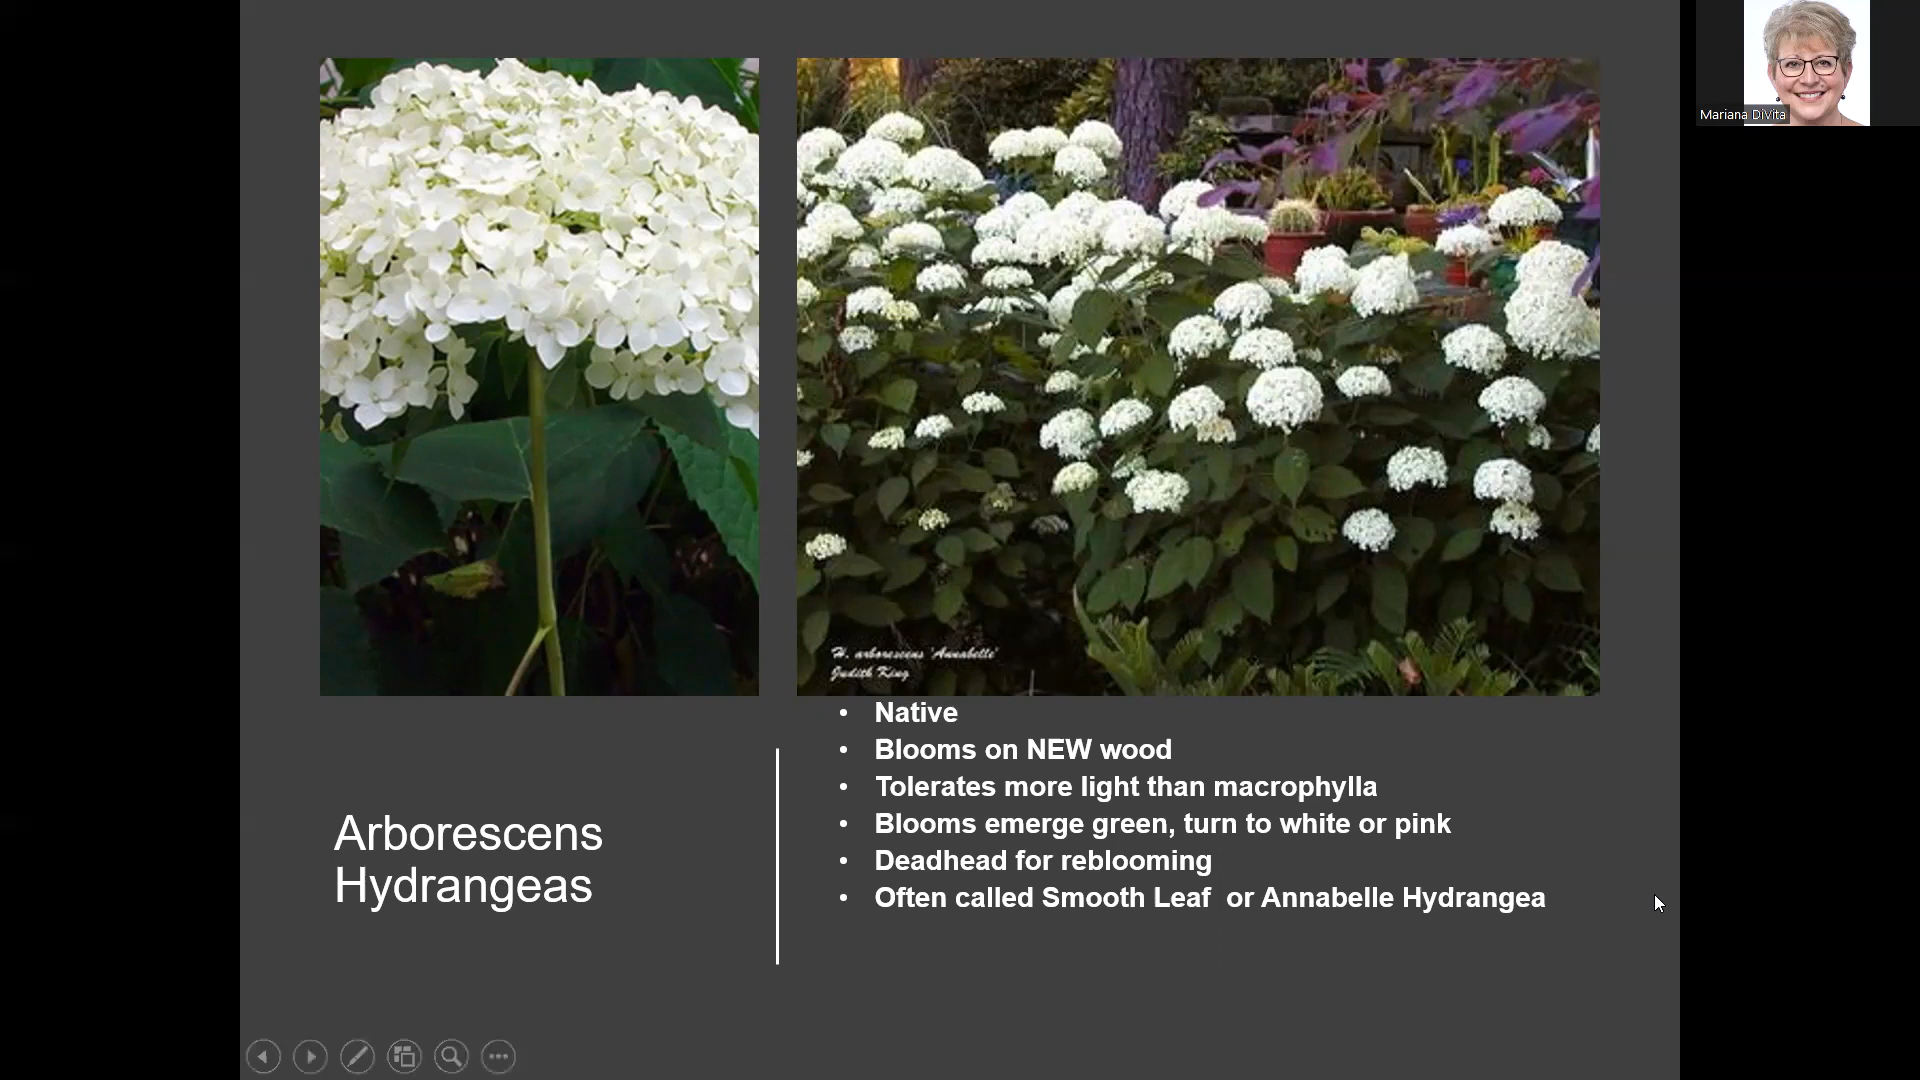 Mariana DiVita
H. arborescens 'Annabelle'
Judith King
• Native
• Blooms on NEW wood
• Tolerates more light than macrophylla
• Blooms emerge green, turn to white or pink
• Deadhead for reblooming
• Often called Smooth Leaf  or Annabelle Hydrangea
Arborescens
Hydrangeas